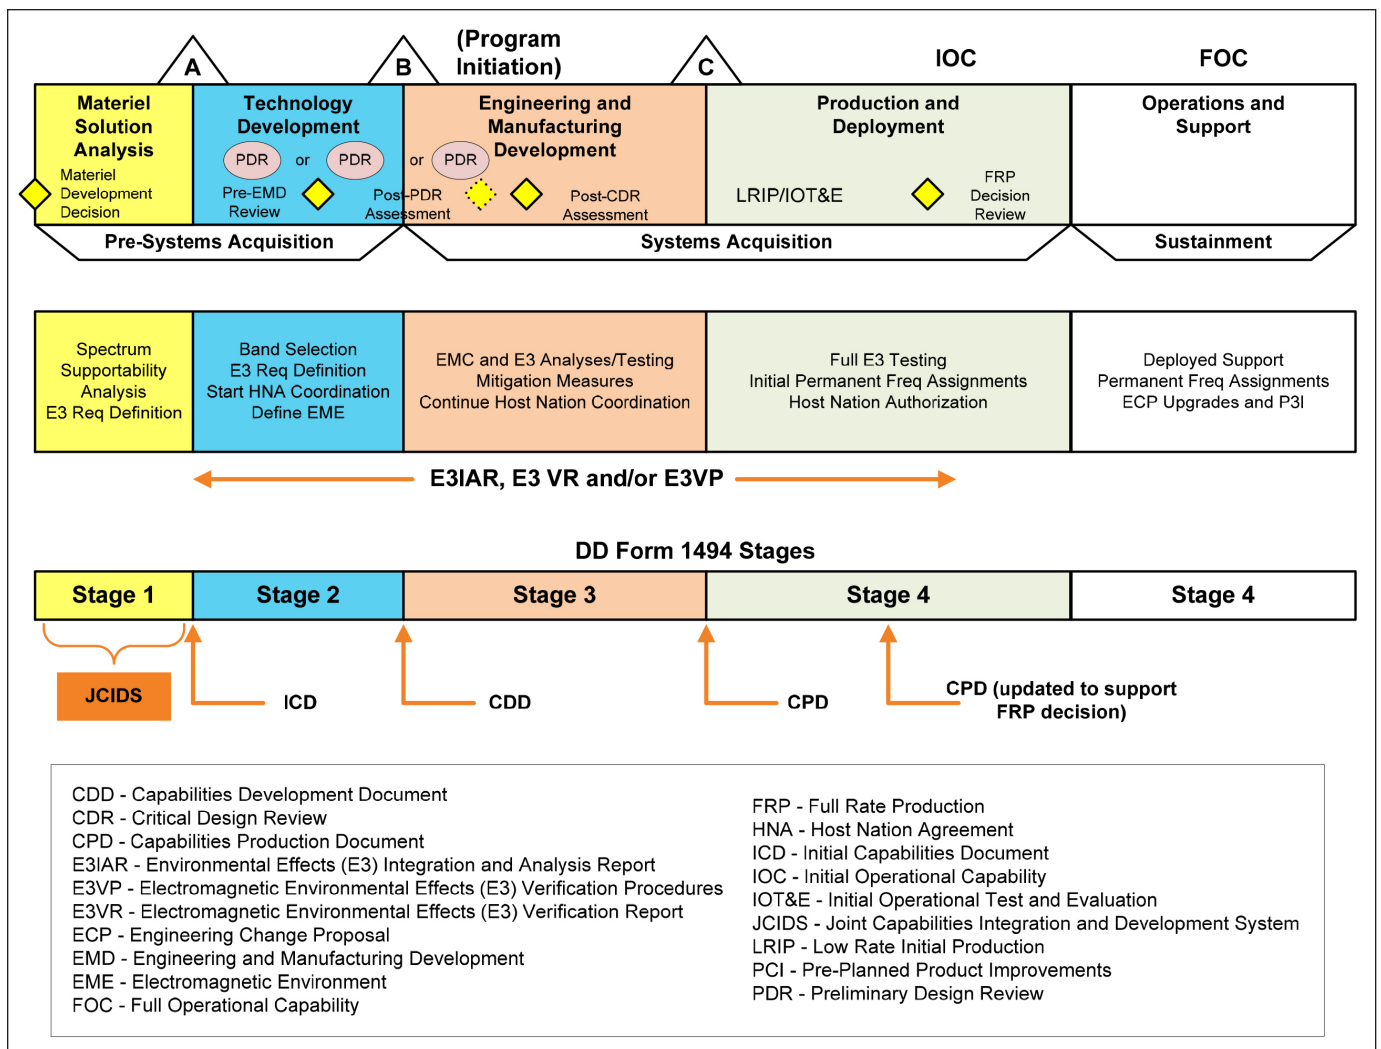 (Program
Initiation)
IOC
FOC
A
B
C
Materiel
Solution
Analysis
Materiel
Development
Decision
Technology
Development
PDR or PDR or PDR
Pre-EMD
Review
Post-PDR
Assessment
Engineering and
Manufacturing
Development
Post-CDR
Assessment
Production and
Deployment
LRIP/IOT&E
FRP
Decision
Review
Operations and
Support
Pre-Systems Acquisition
Systems Acquisition
Sustainment
Spectrum
Supportability
Analysis
E3 Req Definition
Band Selection
E3 Req Definition
Start HNA Coordination
Define EME
EMC and E3 Analyses/Testing
Mitigation Measures
Continue Host Nation Coordination
Full E3 Testing
Initial Permanent Freq Assignments
Host Nation Authorization
Deployed Support
Permanent Freq Assignments
ECP Upgrades and P3I
E3IAR, E3 VR and/or E3VP
DD Form 1494 Stages
Stage 1
Stage 2
Stage 3
Stage 4
Stage 4
JCIDS
ICD
CDD
CPD
CPD (updated to support
FRP decision)
CDD - Capabilities Development Document
CDR - Critical Design Review
CPD - Capabilities Production Document
E3IAR - Environmental Effects (E3) Integration and Analysis Report
E3VP - Electromagnetic Environmental Effects (E3) Verification Procedures
E3VR - Electromagnetic Environmental Effects (E3) Verification Report
ECP - Engineering Change Proposal
EMD - Engineering and Manufacturing Development
EME - Electromagnetic Environment
FOC - Full Operational Capability
FRP - Full Rate Production
HNA - Host Nation Agreement
ICD - Initial Capabilities Document
IOC - Initial Operational Capability
IOT&E - Initial Operational Test and Evaluation
JCIDS - Joint Capabilities Integration and Development System
LRIP - Low Rate Initial Production
PCI - Pre-Planned Product Improvements
PDR - Preliminary Design Review